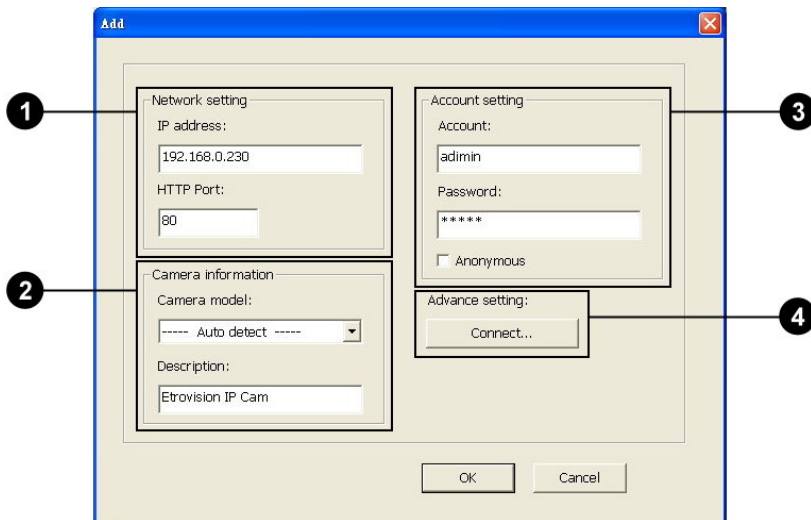 Add
1
Network setting
IP address:
192.168.0.230
HTTP Port:
80
2
Camera information
Camera model:
----- Auto detect -----
Description:
Etrovision IP Cam
3
Account setting
Account:
adimin
Password:
*****
Anonymous
4
Advance setting:
Connect...
OK
Cancel